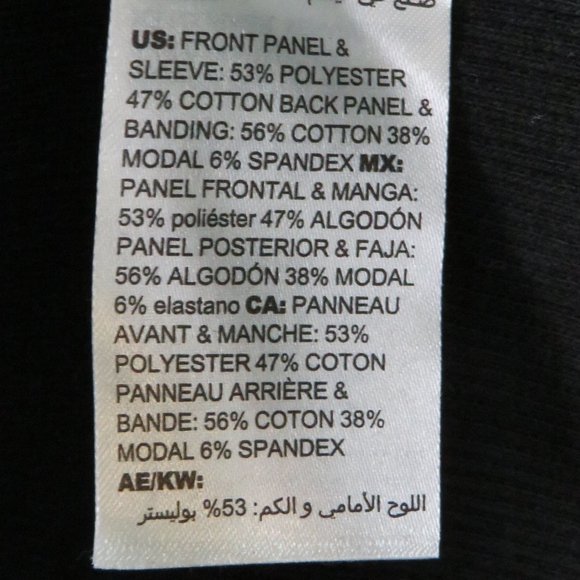 صنع في
US: FRONT PANEL &
SLEEVE: 53% POLYESTER
47% COTTON BACK PANEL &
BANDING: 56% COTTON 38%
MODAL 6% SPANDEX MX:
PANEL FRONTAL & MANGA:
53% poliéster 47% ALGODÓN
PANEL POSTERIOR & FAJA:
56% ALGODÓN 38% MODAL
6% elastano CA: PANNEAU
AVANT & MANCHE: 53%
POLYESTER 47% COTON
PANNEAU ARRIÈRE &
BANDE: 56% COTON 38%
MODAL 6% SPANDEX
AE/KW:
اللوح الأمامي و الكم: 53% بوليستر